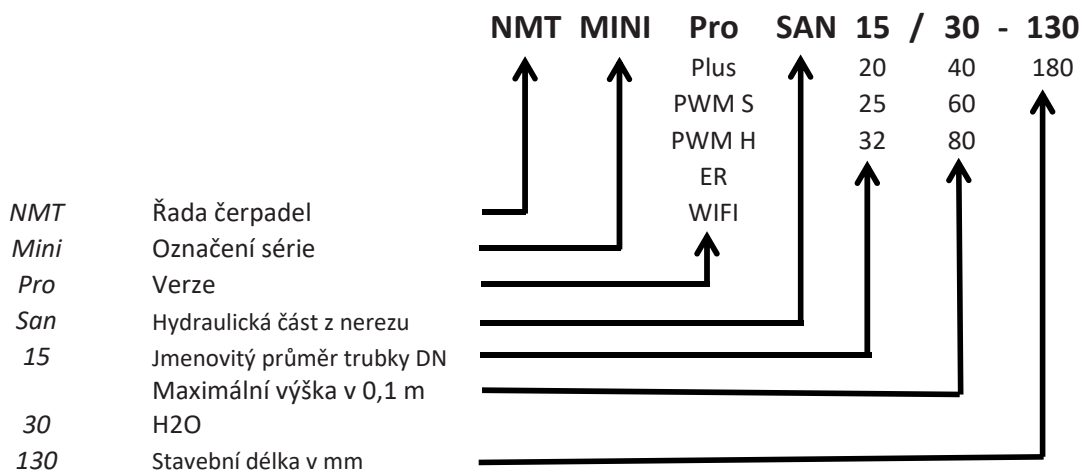 NMT MINI Pro SAN 15 / 30 - 130
Plus 20 40 180
PWM S 25 60
PWM H 32 80
ER
NMT Řada čerpadel WIFI
Mini Označení série
Pro Verze
San Hydraulická část z nerezu
15 Jmenovitý průměr trubky DN
Maximální výška v 0,1 m
30 H2O
130 Stavební délka v mm